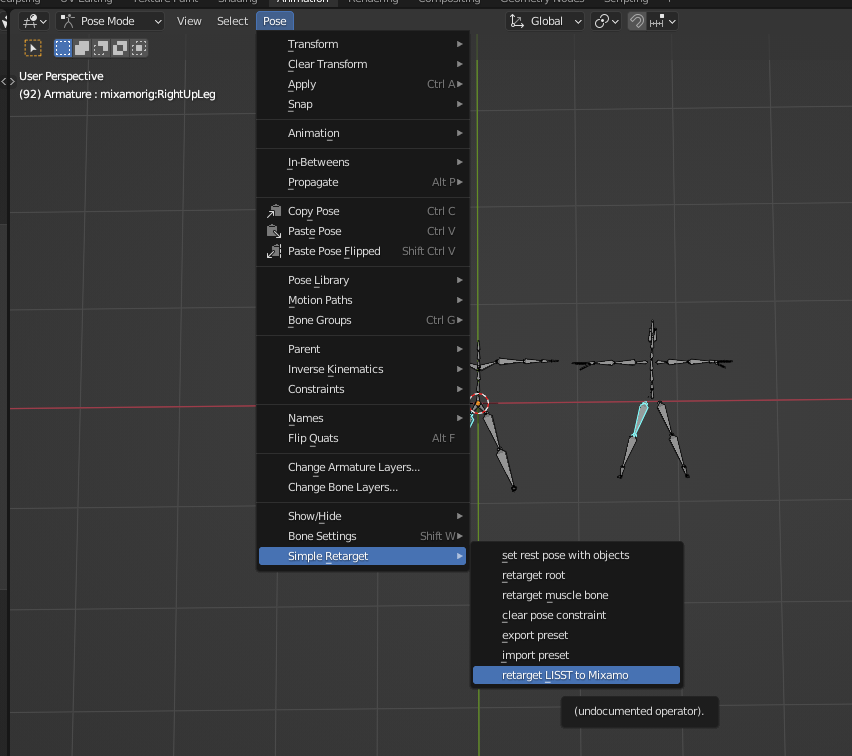 Animation
Pose Mode
View
Select
Pose
Global
User Perspective
(92) Armature : mixamorig:RightUpLeg
Transform
Clear Transform
Apply Ctrl A
Snap
Animation
In-Betweens
Propagate Alt P
Copy Pose Ctrl C
Paste Pose Ctrl V
Paste Pose Flipped Shift Ctrl V
Pose Library
Motion Paths
Bone Groups Ctrl G
Parent
Inverse Kinematics
Constraints
Names
Flip Quats Alt F
Change Armature Layers...
Change Bone Layers...
Show/Hide
Bone Settings Shift W
Simple Retarget
set rest pose with objects
retarget root
retarget muscle bone
clear pose constraint
export preset
import preset
retarget LISST to Mixamo
(undocumented operator).